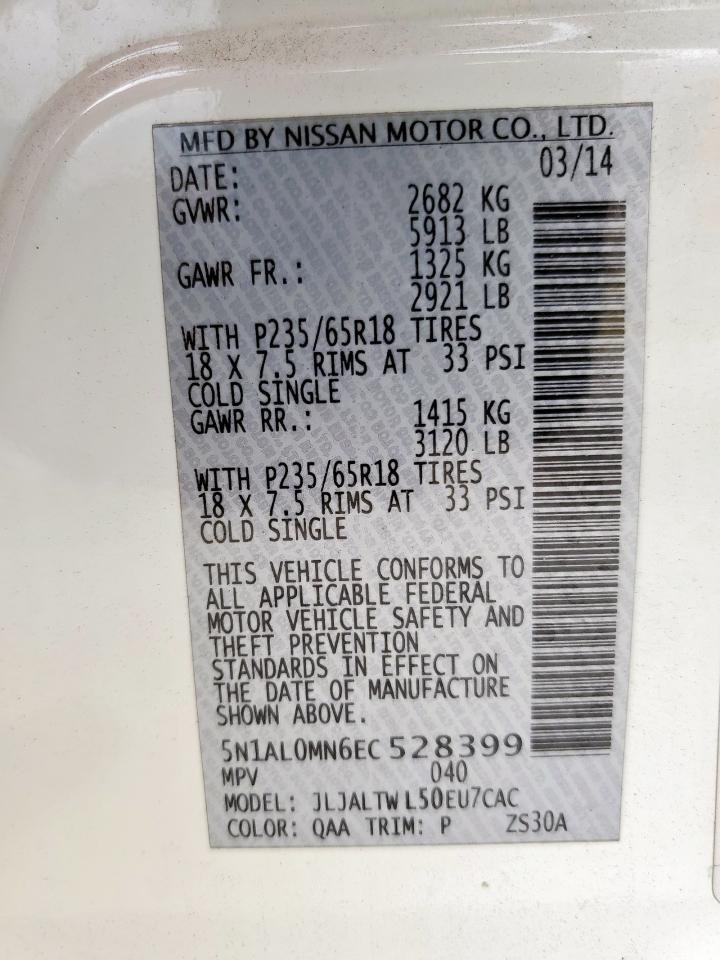 MFD BY NISSAN MOTOR CO., LTD.
DATE: 03/14
GVWR: 2682 KG
5913 LB
GAWR FR.: 1325 KG
2921 LB
WITH P235/65R18 TIRES
18 X 7.5 RIMS AT 33 PSI
COLD SINGLE
GAWR RR.: 1415 KG
3120 LB
WITH P235/65R18 TIRES
18 X 7.5 RIMS AT 33 PSI
COLD SINGLE
THIS VEHICLE CONFORMS TO
ALL APPLICABLE FEDERAL
MOTOR VEHICLE SAFETY AND
THEFT PREVENTION
STANDARDS IN EFFECT ON
THE DATE OF MANUFACTURE
SHOWN ABOVE.
5N1AL0MN6EC 528399
MPV 040
MODEL: JLJALTW L50EU7CAC
COLOR: QAA TRIM: P ZS30A